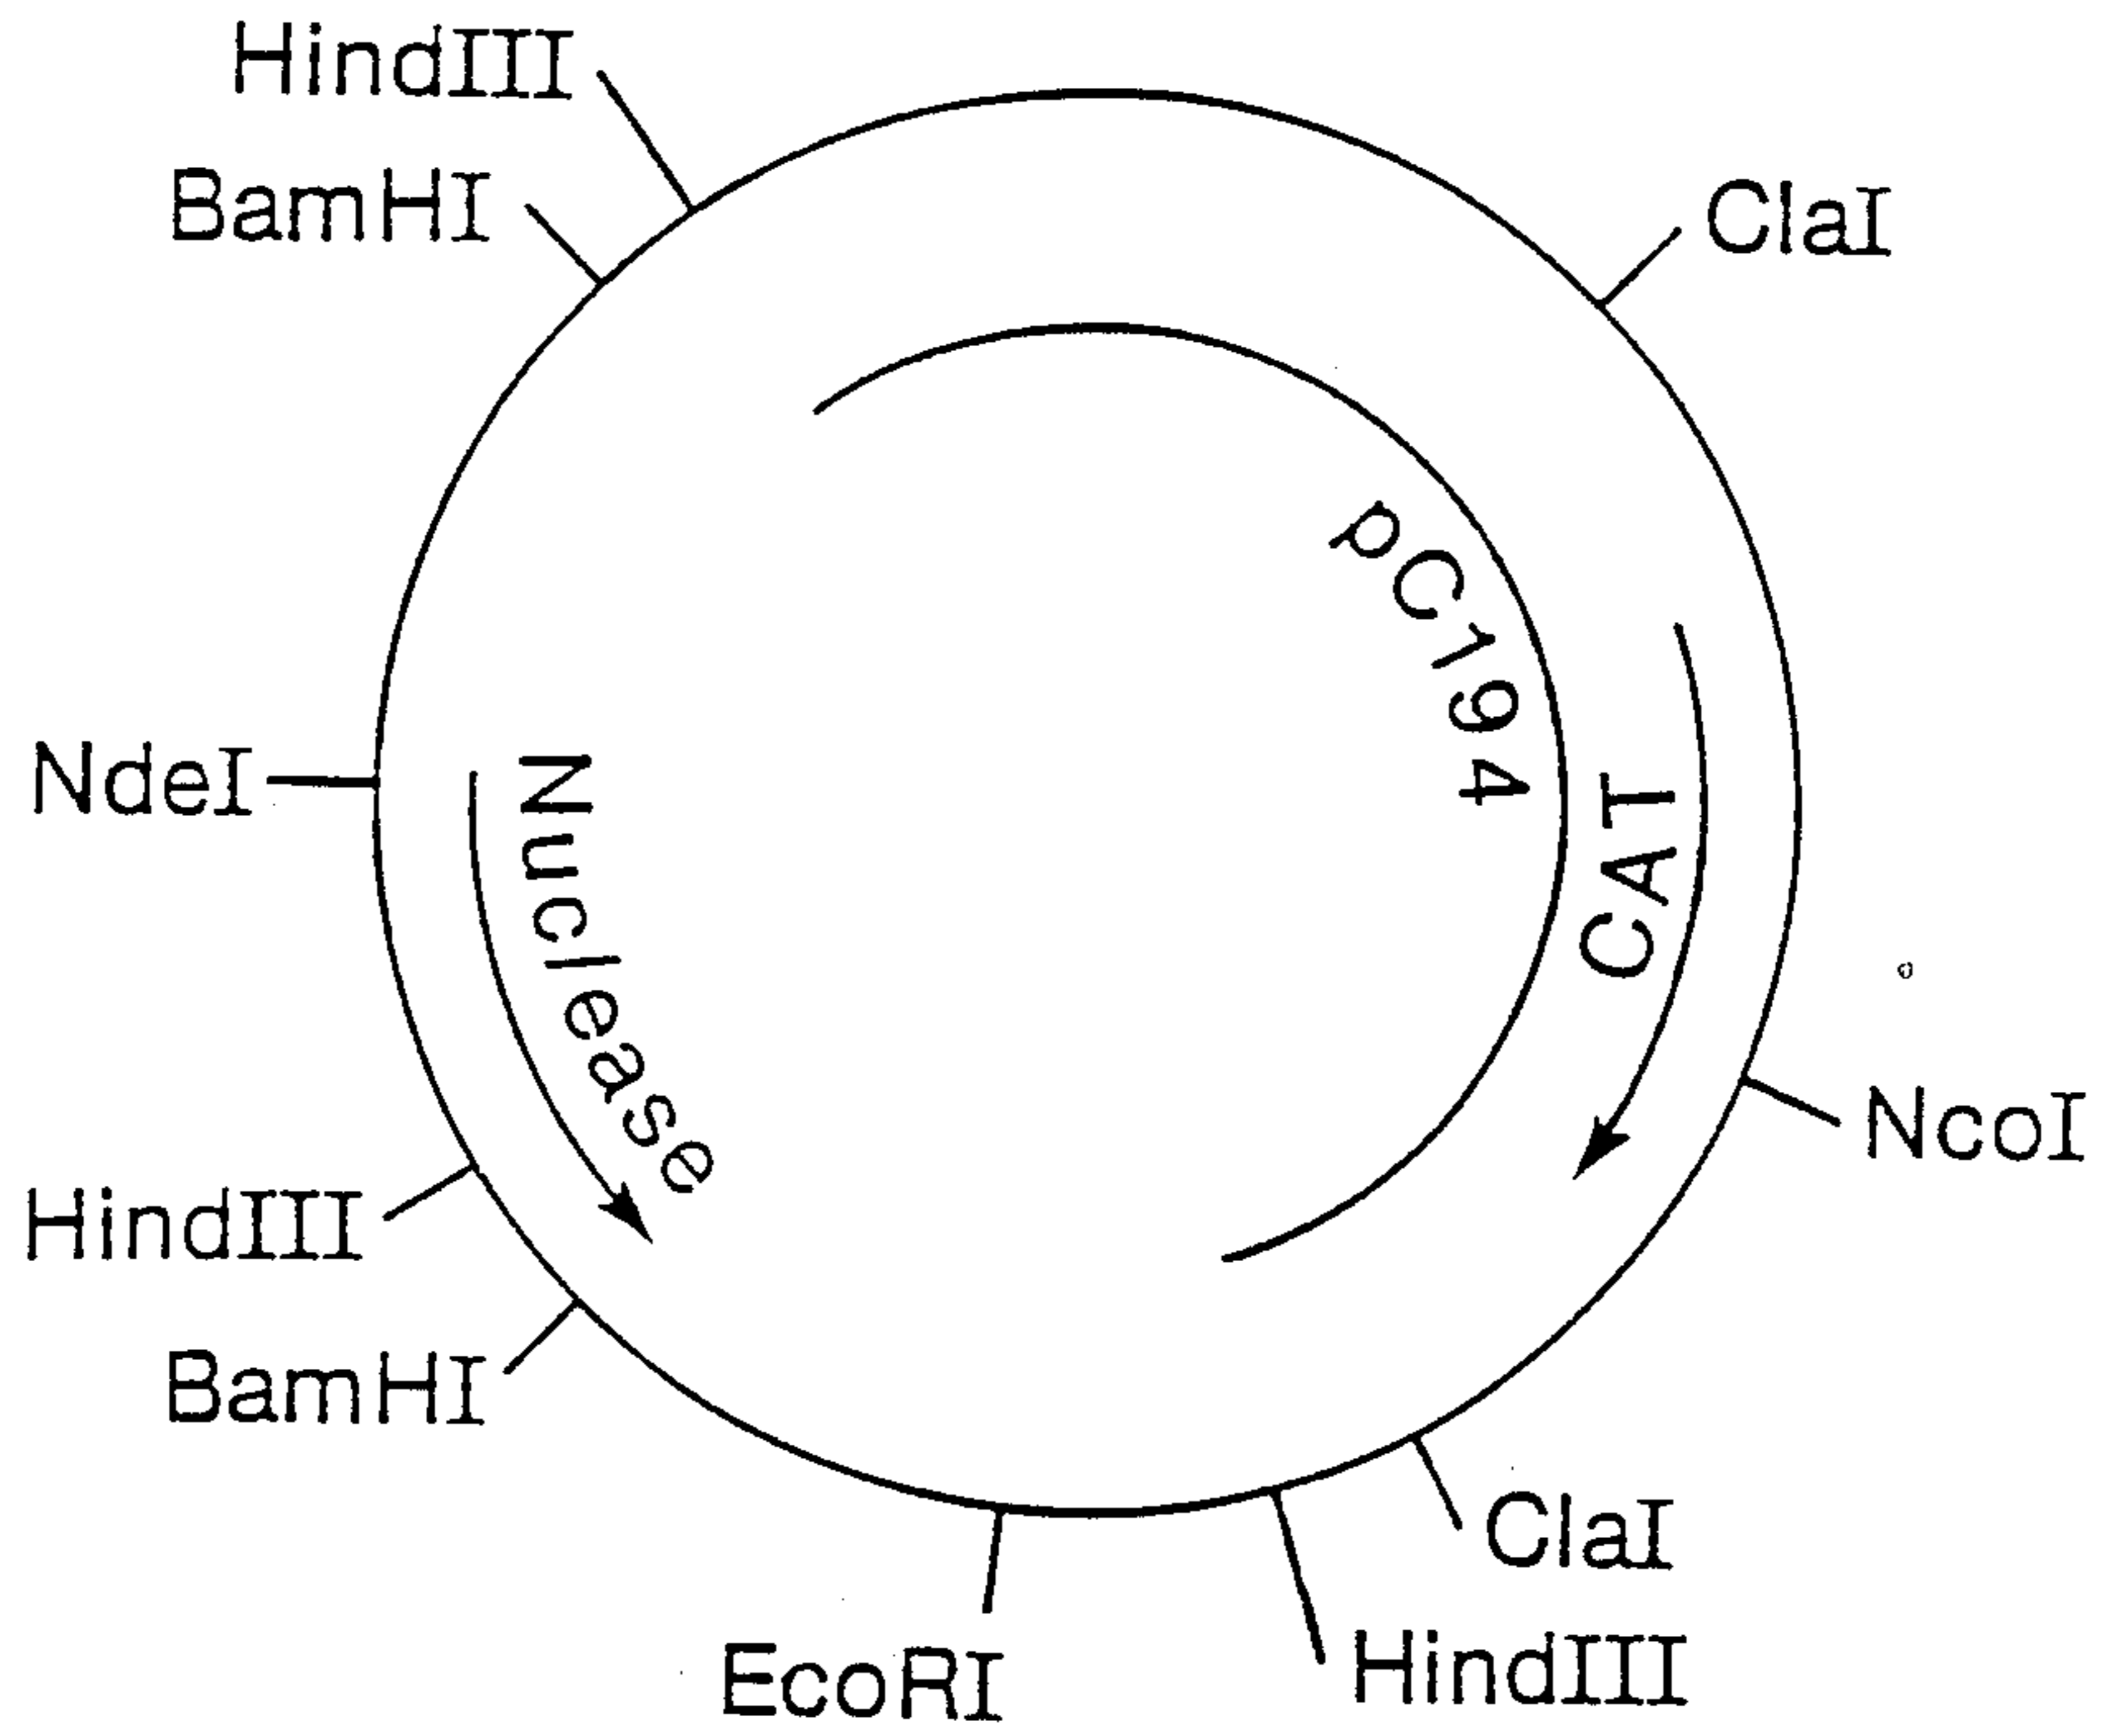 HindIII
BamHI
ClaI
pC194
NdeI
Nuclease
CAT
NcoI
HindIII
BamHI
ClaI
EcoRI
HindIII